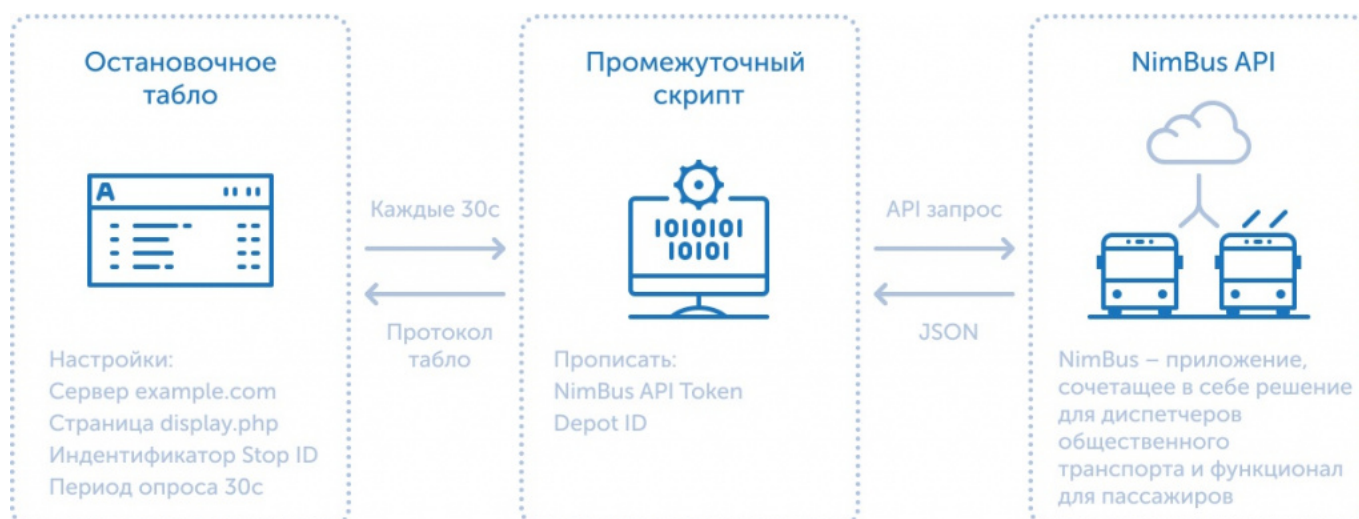 Остановочное
табло
A
Настройки:
Сервер example.com
Страница display.php
Индентификатор Stop ID
Период опроса 30с
Каждые 30с
Протокол
табло
Промежуточный
скрипт
1010101
10101
Прописать:
NimBus API Token
Depot ID
API запрос
JSON
NimBus API
NimBus – приложение,
сочетащее в себе решение
для диспетчеров
общественного
транспорта и функционал
для пассажиров